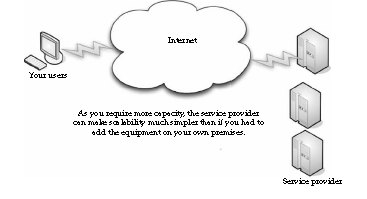 Internet
Your users
As you require more capacity, the service provider
can make scalability much simpler than if you had to
add the equipment on your own premises.
Service provider